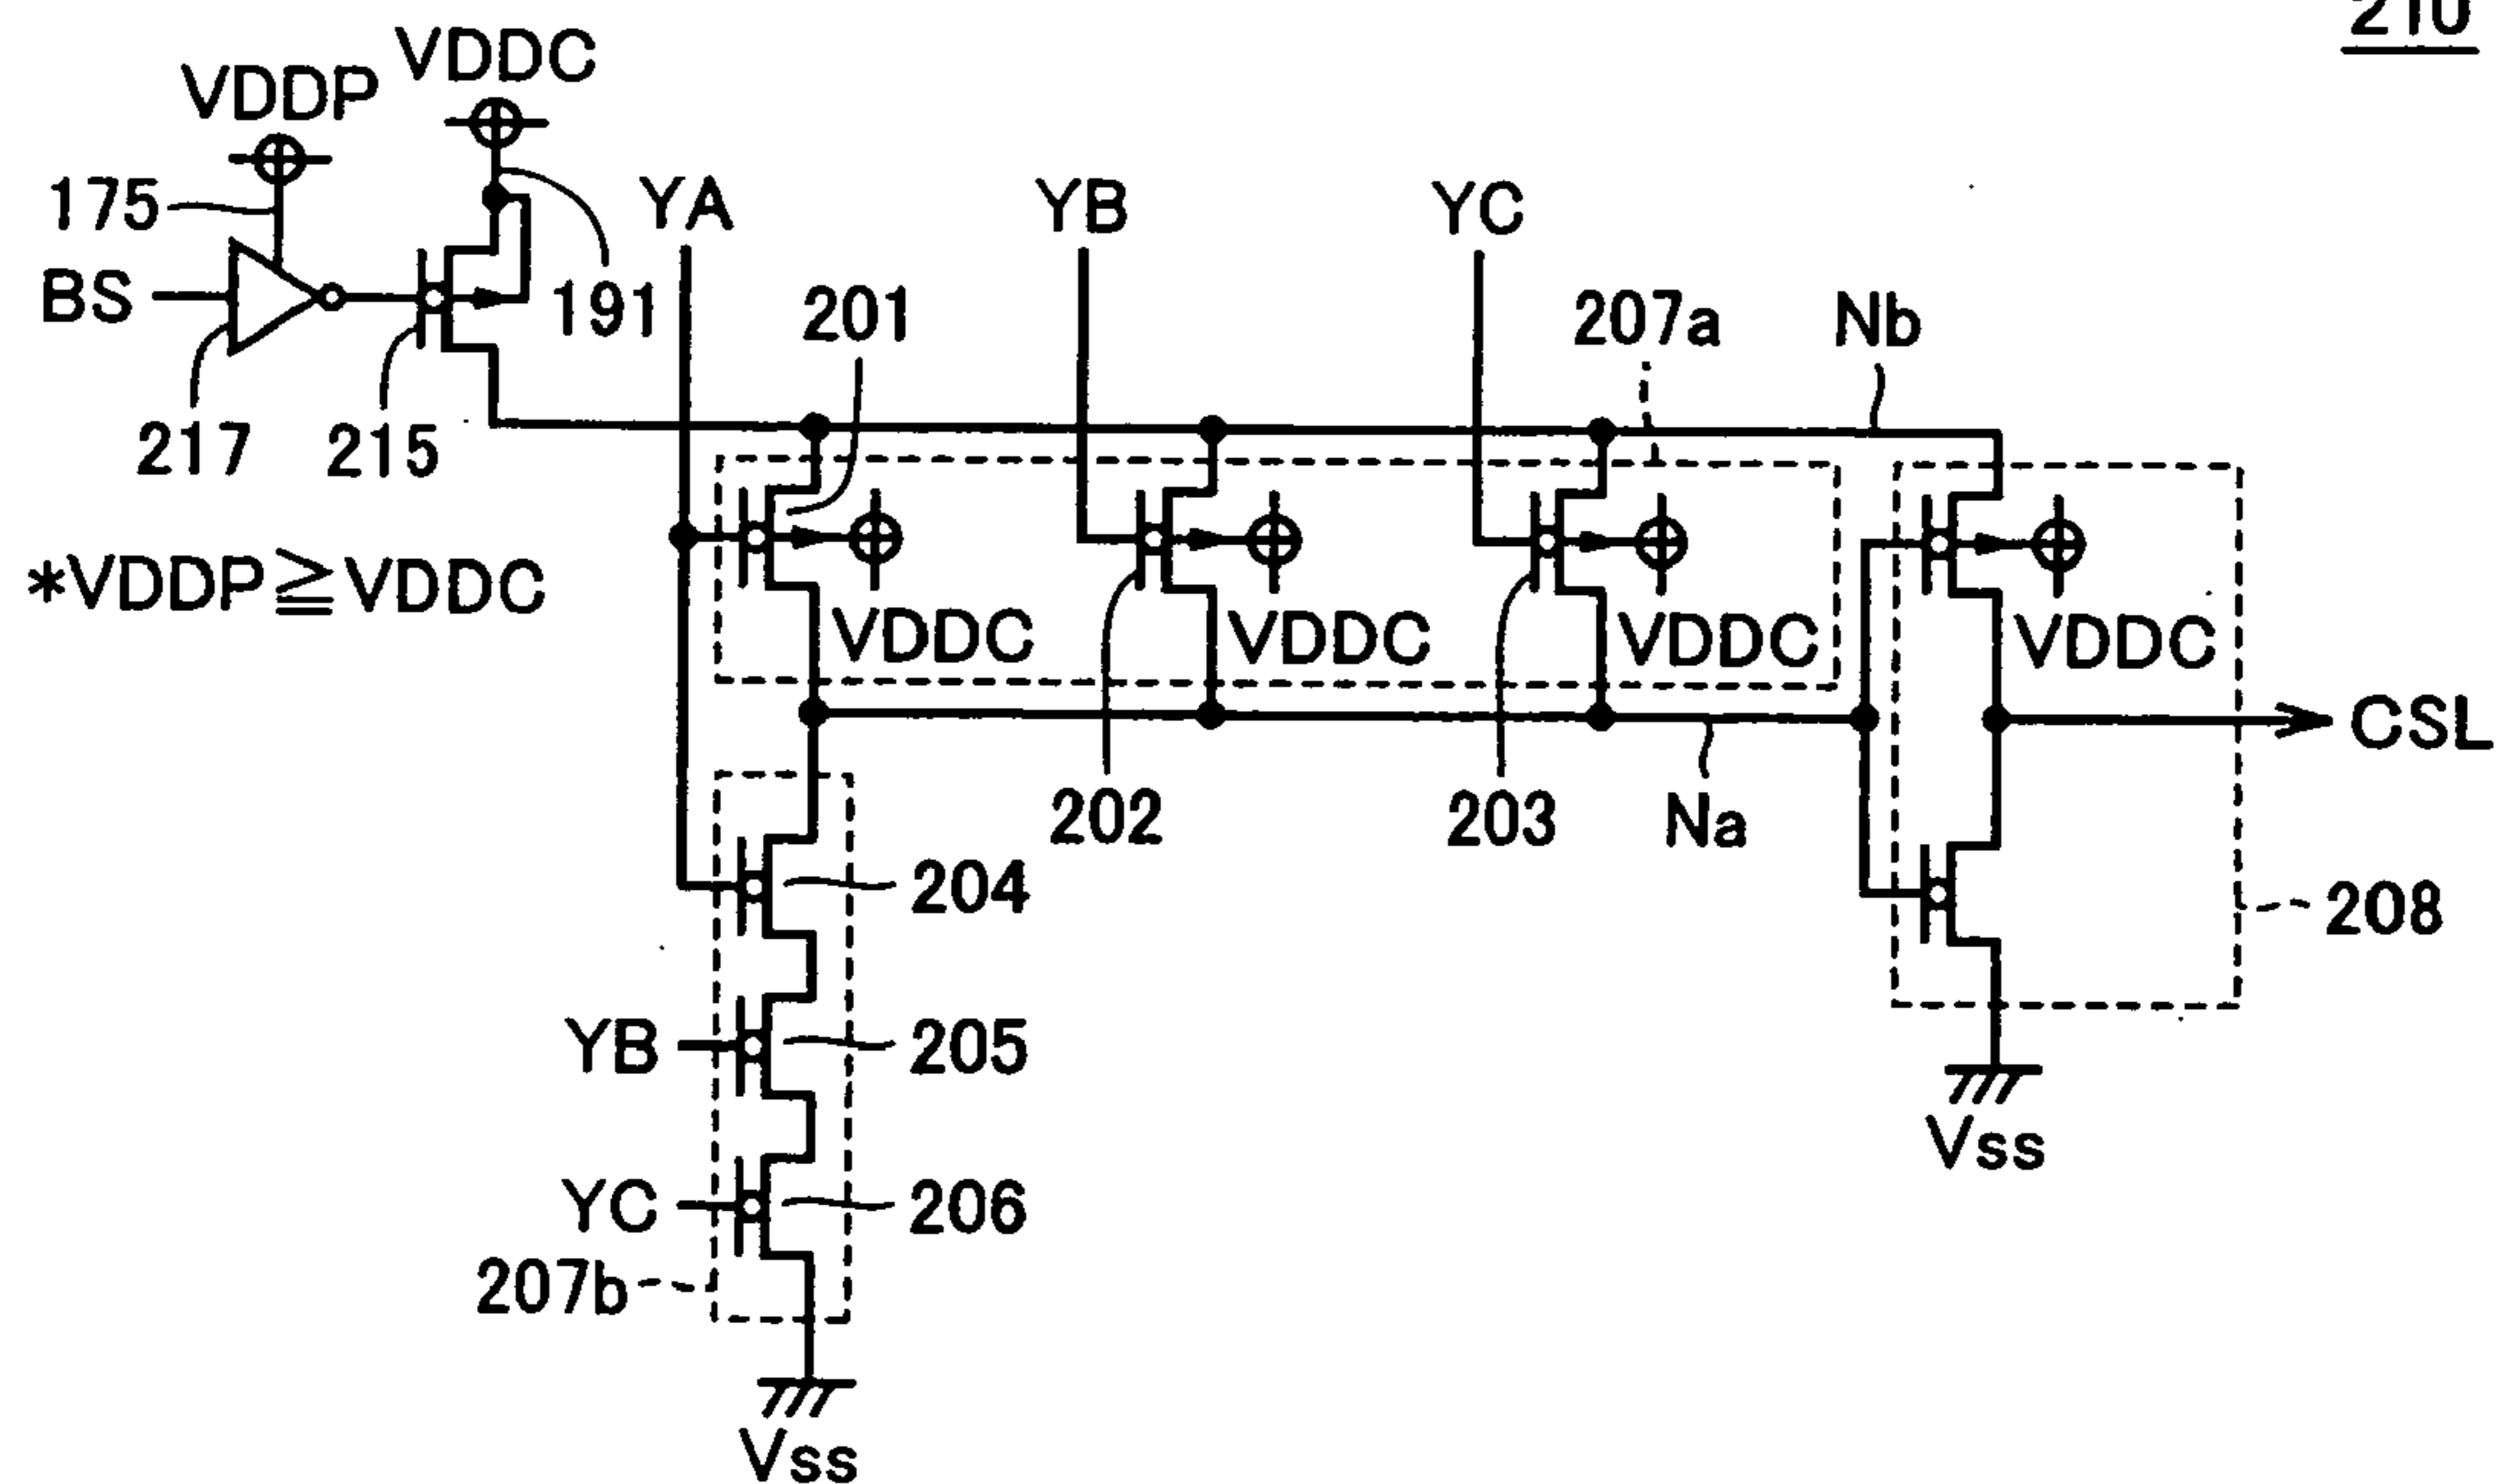 210
VDDC
VDDP
175
YA
YB
YC
BS
191
201
207a
Nb
217
215
*VDDP≧VDDC
VDDC
VDDC
VDDC
VDDC
CSL
202
203
Na
204
208
YB
205
YC
206
Vss
207b
Vss